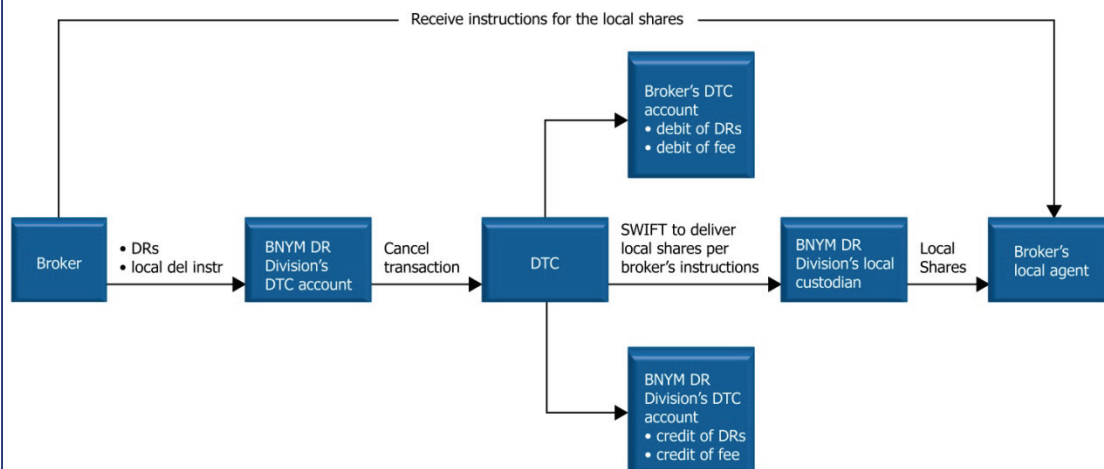 Receive instructions for the local shares
Broker's DTC
account
• debit of DRs
• debit of fee
Broker
• DRs
• local del instr
BNYM DR
Division's
DTC account
Cancel
transaction
DTC
SWIFT to deliver
local shares per
broker's instructions
BNYM DR
Division's local
custodian
Local
Shares
Broker's
local agent
BNYM DR
Division's DTC
account
• credit of DRs
• credit of fee